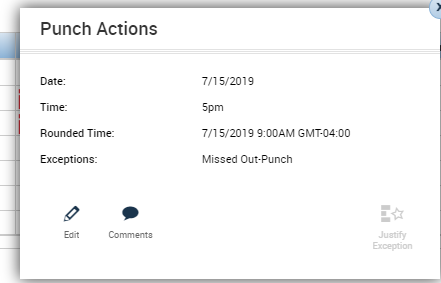 Punch Actions
Date: 7/15/2019
Time: 5pm
Rounded Time: 7/15/2019 9:00AM GMT-04:00
Exceptions: Missed Out-Punch
Edit Comments Justify
Exception